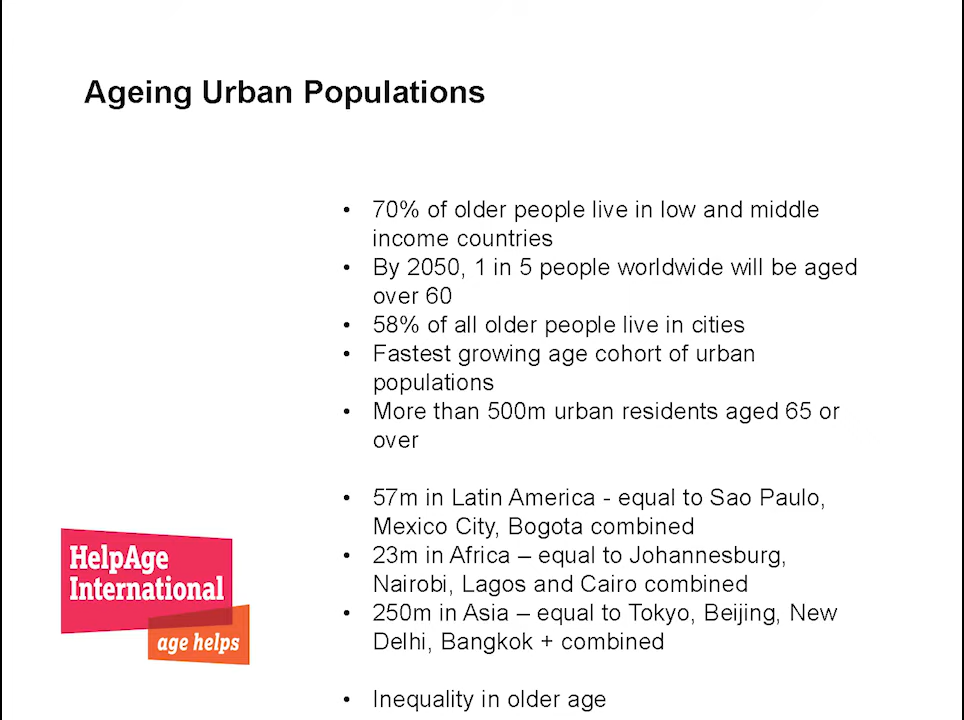 Ageing Urban Populations
• 70% of older people live in low and middle
income countries
• By 2050, 1 in 5 people worldwide will be aged
over 60
• 58% of all older people live in cities
• Fastest growing age cohort of urban
populations
• More than 500m urban residents aged 65 or
over
• 57m in Latin America - equal to Sao Paulo,
Mexico City, Bogota combined
• 23m in Africa – equal to Johannesburg,
Nairobi, Lagos and Cairo combined
• 250m in Asia – equal to Tokyo, Beijing, New
Delhi, Bangkok + combined
• Inequality in older age
HelpAge
International
age helps